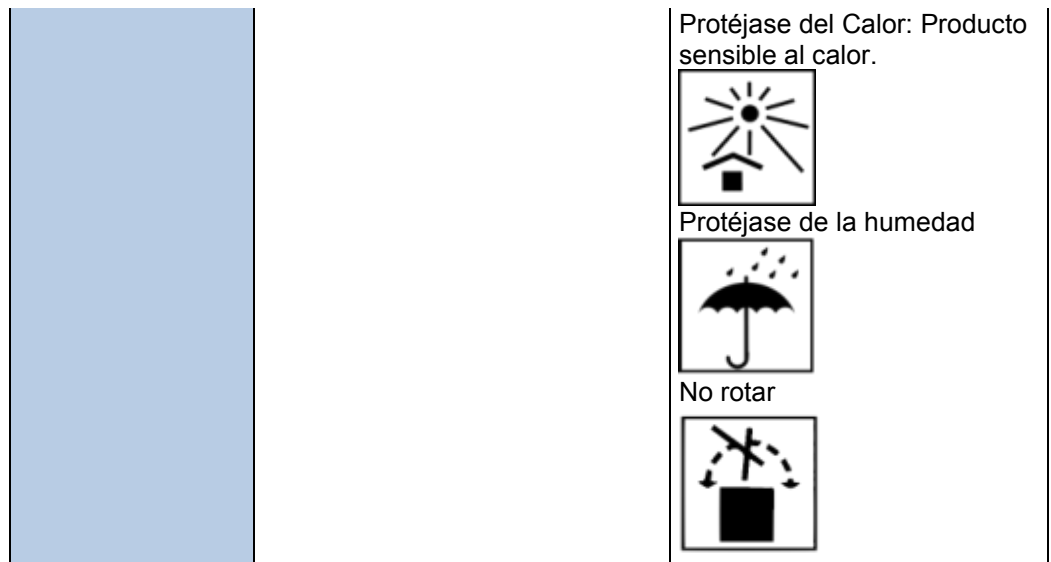 Protéjase del Calor: Producto
sensible al calor.
Protéjase de la humedad
No rotar